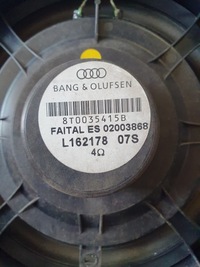 BANG & OLUFSEN
8T0035415B
FAITAL ES 02003868
L162178 07S
4Ω